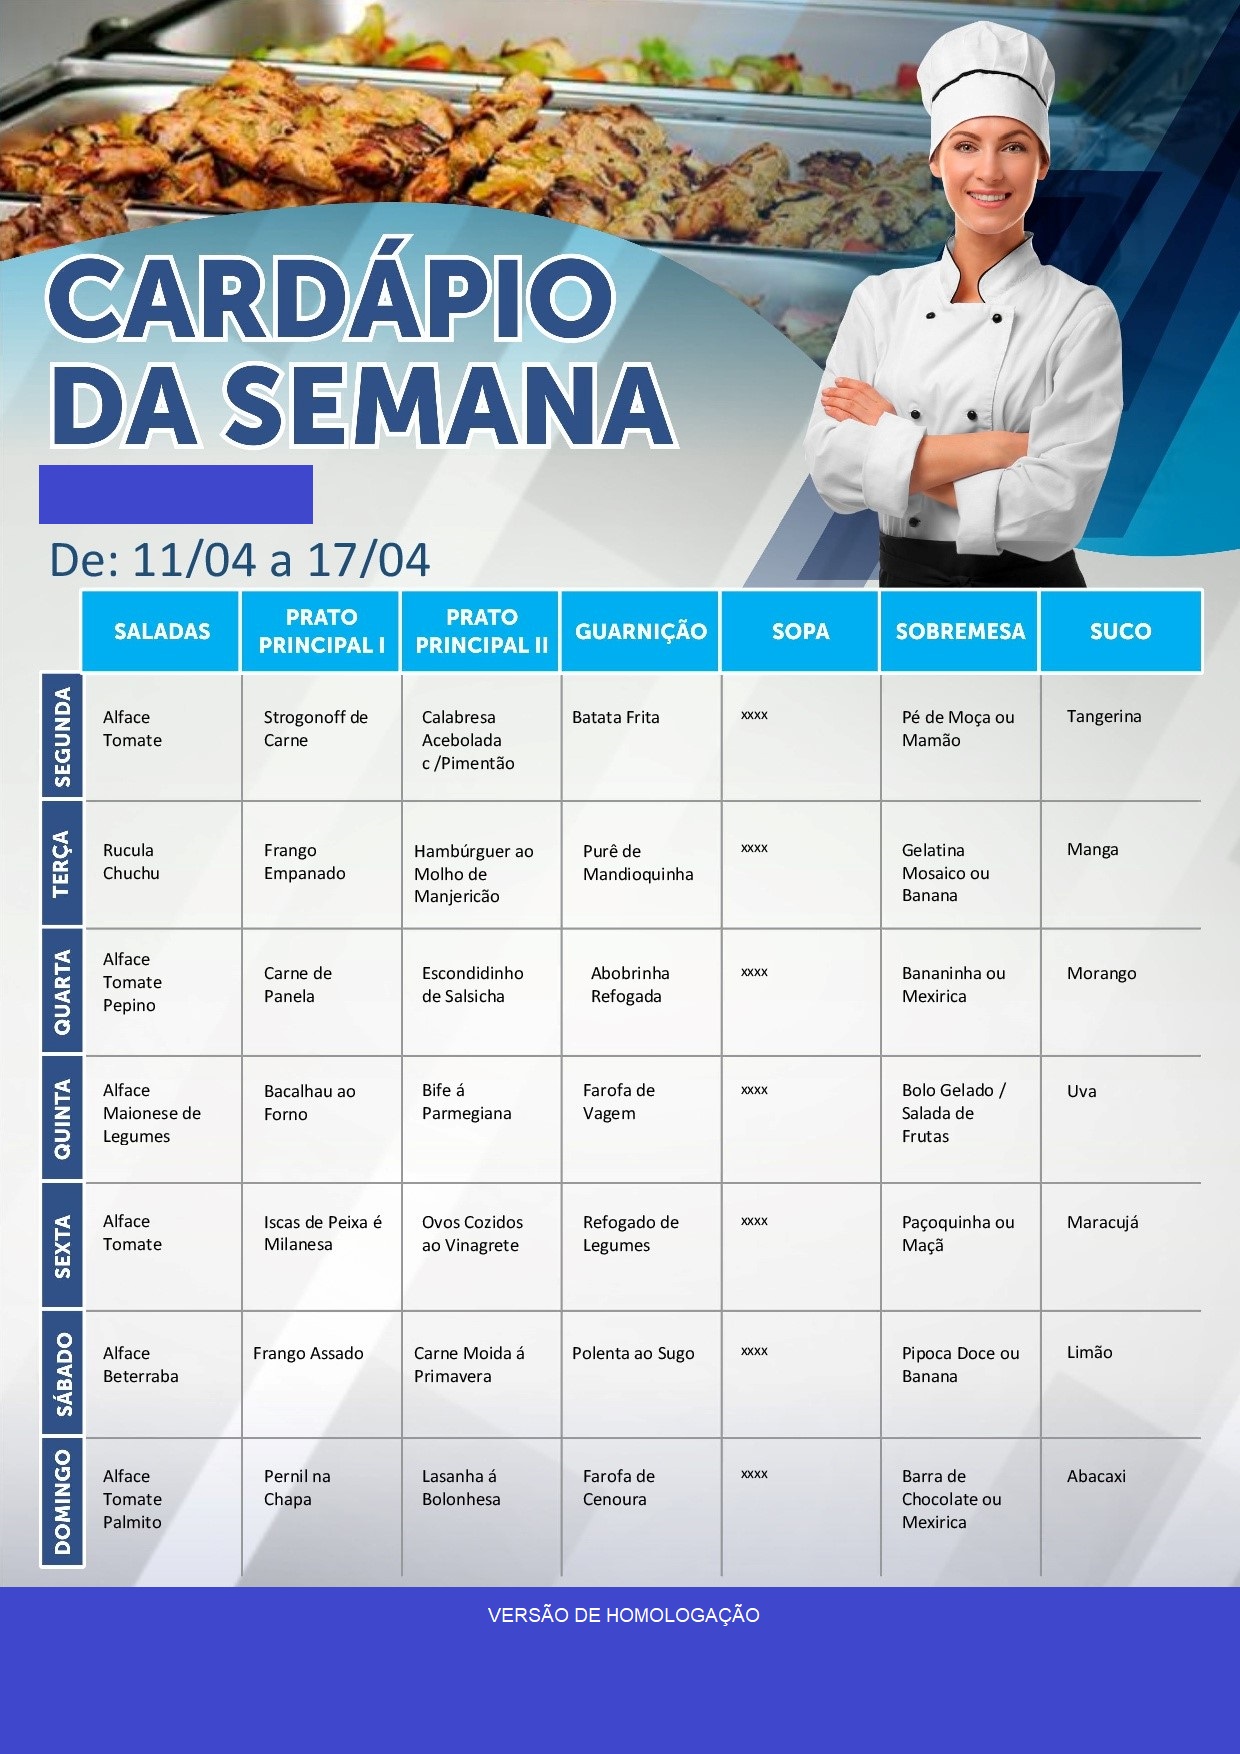 CARDÁPIO
DA SEMANA
De: 11/04 a 17/04
SALADAS
PRATO
PRINCIPAL I
PRATO
PRINCIPAL II
GUARNIÇÃO
SOPA
SOBREMESA
SUCO
SEGUNDA
Alface
Tomate
Strogonoff de
Carne
Calabresa
Acebolada
c /Pimentão
Batata Frita
xxxx
Pé de Moça ou
Mamão
Tangerina
TERÇA
Rucula
Chuchu
Frango
Empanado
Hambúrguer ao
Molho de
Manjericão
Purê de
Mandioquinha
xxxx
Gelatina
Mosaico ou
Banana
Manga
QUARTA
Alface
Tomate
Pepino
Carne de
Panela
Escondidinho
de Salsicha
Abobrinha
Refogada
xxxx
Bananinha ou
Mexirica
Morango
QUINTA
Alface
Maionese de
Legumes
Bacalhau ao
Forno
Bife á
Parmegiana
Farofa de
Vagem
xxxx
Bolo Gelado /
Salada de
Frutas
Uva
SEXTA
Alface
Tomate
Iscas de Peixa é
Milanesa
Ovos Cozidos
ao Vinagrete
Refogado de
Legumes
xxxx
Paçoquinha ou
Maçã
Maracujá
SÁBADO
Alface
Beterraba
Frango Assado
Carne Moida á
Primavera
Polenta ao Sugo
xxxx
Pipoca Doce ou
Banana
Limão
DOMINGO
Alface
Tomate
Palmito
Pernil na
Chapa
Lasanha á
Bolonhesa
Farofa de
Cenoura
xxxx
Barra de
Chocolate ou
Mexirica
Abacaxi
VERSÃO DE HOMOLOGAÇÃO